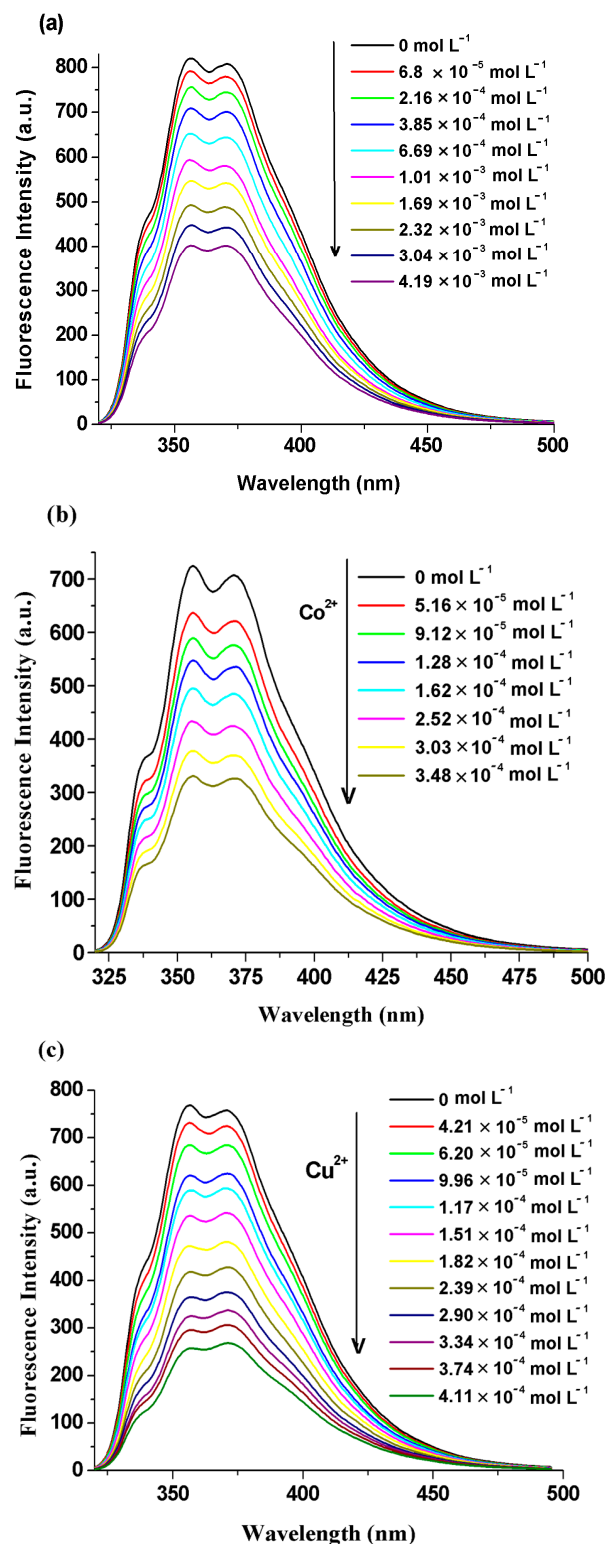 (a)
Fluorescence Intensity (a.u.)
800
700
600
500
400
300
200
100
0
350
400
450
500
Wavelength (nm)
0 mol L⁻¹
6.8 × 10⁻⁵ mol L⁻¹
2.16 × 10⁻⁴ mol L⁻¹
3.85 × 10⁻⁴ mol L⁻¹
6.69 × 10⁻⁴ mol L⁻¹
1.01 × 10⁻³ mol L⁻¹
1.69 × 10⁻³ mol L⁻¹
2.32 × 10⁻³ mol L⁻¹
3.04 × 10⁻³ mol L⁻¹
4.19 × 10⁻³ mol L⁻¹
(b)
Fluorescence Intensity (a.u.)
700
600
500
400
300
200
100
0
325
350
375
400
425
450
475
500
Wavelength (nm)
Co²⁺
0 mol L⁻¹
5.16 × 10⁻⁵ mol L⁻¹
9.12 × 10⁻⁵ mol L⁻¹
1.28 × 10⁻⁴ mol L⁻¹
1.62 × 10⁻⁴ mol L⁻¹
2.52 × 10⁻⁴ mol L⁻¹
3.03 × 10⁻⁴ mol L⁻¹
3.48 × 10⁻⁴ mol L⁻¹
(c)
Fluorescence Intensity (a.u.)
800
700
600
500
400
300
200
100
0
350
400
450
500
Wavelength (nm)
Cu²⁺
0 mol L⁻¹
4.21 × 10⁻⁵ mol L⁻¹
6.20 × 10⁻⁵ mol L⁻¹
9.96 × 10⁻⁵ mol L⁻¹
1.17 × 10⁻⁴ mol L⁻¹
1.51 × 10⁻⁴ mol L⁻¹
1.82 × 10⁻⁴ mol L⁻¹
2.39 × 10⁻⁴ mol L⁻¹
2.90 × 10⁻⁴ mol L⁻¹
3.34 × 10⁻⁴ mol L⁻¹
3.74 × 10⁻⁴ mol L⁻¹
4.11 × 10⁻⁴ mol L⁻¹